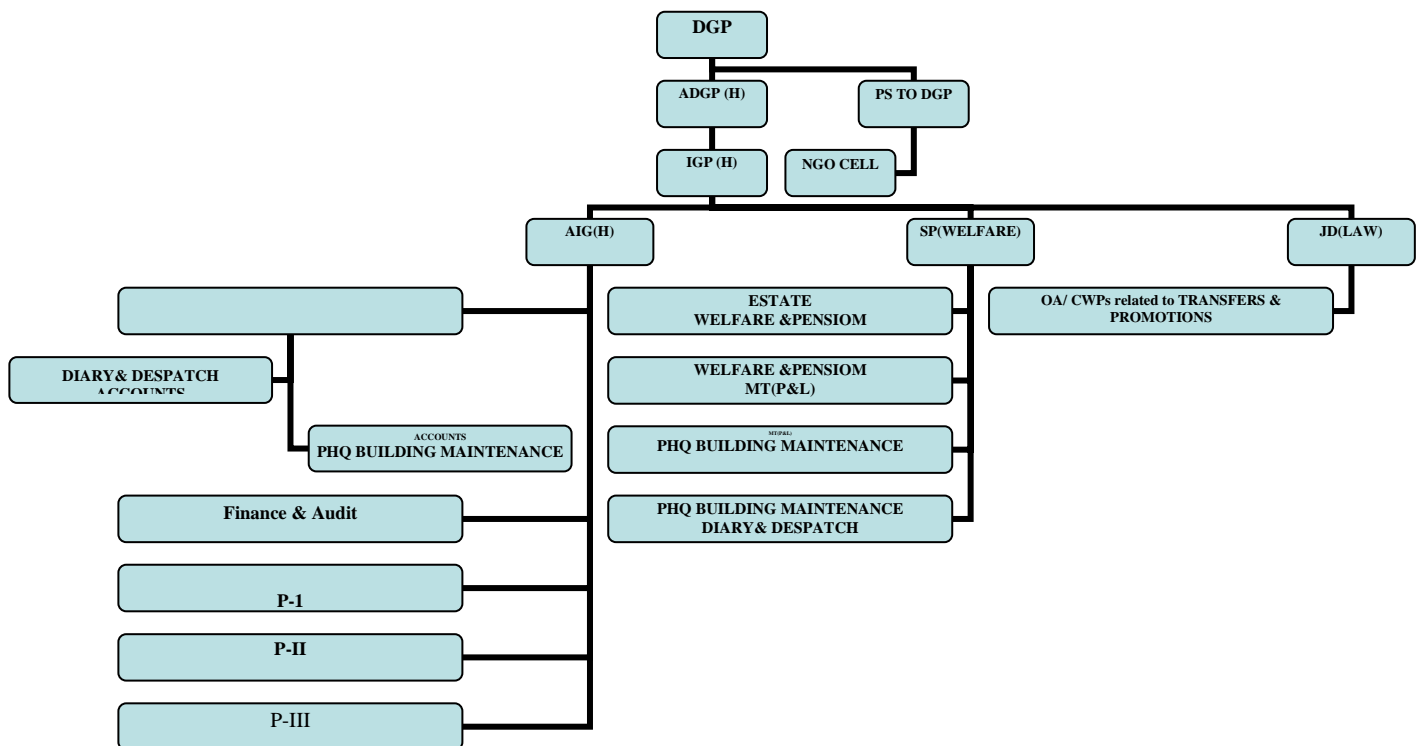 DGP
ADGP (H)
PS TO DGP
IGP (H)
NGO CELL
AIG(H)
SP(WELFARE)
JD(LAW)
ESTATE
WELFARE &PENSIOM
OA/ CWPs related to TRANSFERS &
PROMOTIONS
DIARY& DESPATCH
ACCOUNTS
WELFARE &PENSIOM
MT(P&L)
ACCOUNTS
PHQ BUILDING MAINTENANCE
MT(P&L)
PHQ BUILDING MAINTENANCE
Finance & Audit
PHQ BUILDING MAINTENANCE
DIARY& DESPATCH
P-1
P-II
P-III